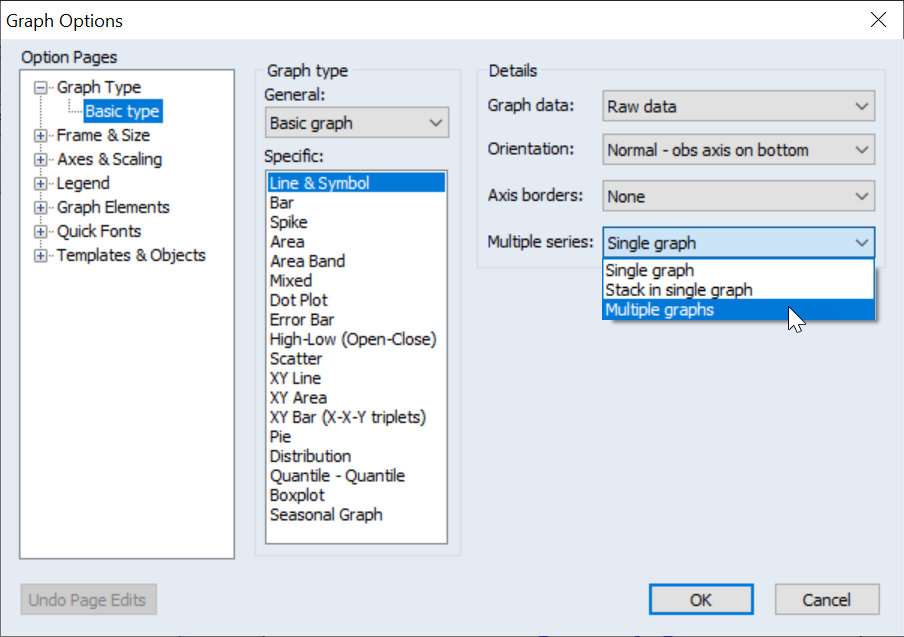 Graph Options
Option Pages
Graph Type
Basic type
Frame & Size
Axes & Scaling
Legend
Graph Elements
Quick Fonts
Templates & Objects
Graph type
General:
Basic graph
Specific:
Line & Symbol
Bar
Spike
Area
Area Band
Mixed
Dot Plot
Error Bar
High-Low (Open-Close)
Scatter
XY Line
XY Area
XY Bar (X-X-Y triplets)
Pie
Distribution
Quantile - Quantile
Boxplot
Seasonal Graph
Details
Graph data: Raw data
Orientation: Normal - obs axis on bottom
Axis borders: None
Multiple series: Single graph
Single graph
Stack in single graph
Multiple graphs
Undo Page Edits
OK
Cancel